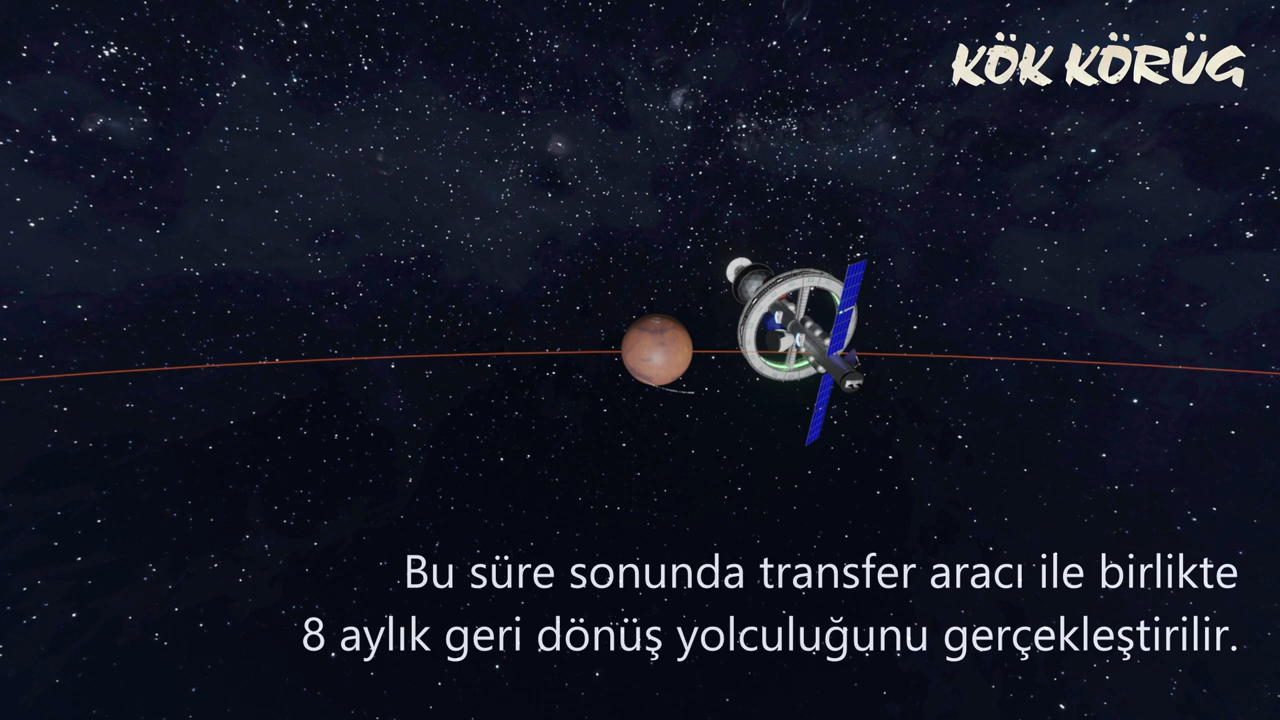 KÖK KÖRÜG
Bu süre sonunda transfer aracı ile birlikte
8 aylık geri dönüş yolculuğunu gerçekleştirilir.